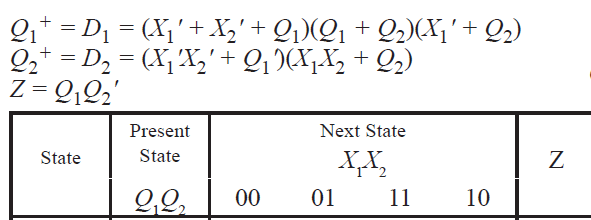 Q₁⁺ = D₁ = (X₁' + X₂' + Q₁)(Q₁ + Q₂)(X₁' + Q₂)
Q₂⁺ = D₂ = (X₁'X₂' + Q₁')(X₁X₂ + Q₂)
Z = Q₁Q₂'
Present Next State
State State X₁X₂ Z
Q₁Q₂ 00 01 11 10